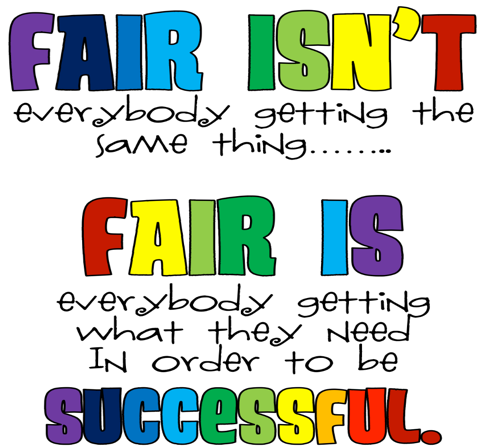 FAIR ISN'T
everybody getting the
same thing........
FAIR IS
everybody getting
what they need
in order to be
SUCCeSSFUL.